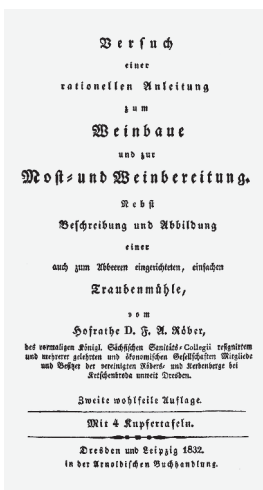 Versuch
einer
rationellen Anleitung
zum
Weinbaue
und zur
Most- und Weinbereitung.
Nebst
Beschreibung und Abbildung
einer
auch zum Abbeeren eingerichteten, einfachen
Traubenmühle,
vom
Hofrathe D. F. A. Röber,
des vormaligen Königl. Sächsischen Sanitäts-Collegii resignirtem
und mehrerer gelehrten und ökonomischen Gesellschaften Mitgliede
und Besitzer der vereinigten Röders- und Kerbenberge bei
Kötschenbroda unweit Dresden.
Zweite wohlfeile Auflage.
Mit 4 Kupfertafeln.
Dresden und Leipzig 1832.
in der Arnoldischen Buchhandlung.